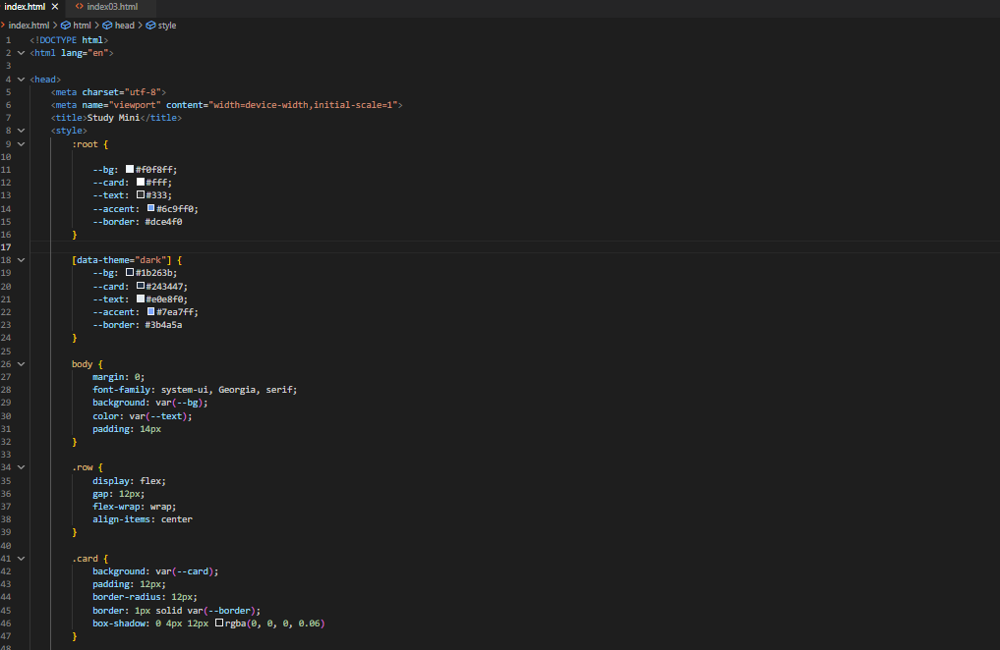 index.html × <> index03.html
> index.html > html > head > style
1 <!DOCTYPE html>
2 <html lang="en">
3
4 <head>
5 <meta charset="utf-8">
6 <meta name="viewport" content="width=device-width,initial-scale=1">
7 <title>Study Mini</title>
8 <style>
9 :root {
10
11 --bg: #f0f8ff;
12 --card: #fff;
13 --text: #333;
14 --accent: #6c9ff0;
15 --border: #dce4f0
16 }
17
18 [data-theme="dark"] {
19 --bg: #1b263b;
20 --card: #243447;
21 --text: #e0e8f0;
22 --accent: #7ea7ff;
23 --border: #3b4a5a
24 }
25
26 body {
27 margin: 0;
28 font-family: system-ui, Georgia, serif;
29 background: var(--bg);
30 color: var(--text);
31 padding: 14px
32 }
33
34 .row {
35 display: flex;
36 gap: 12px;
37 flex-wrap: wrap;
38 align-items: center
39 }
40
41 .card {
42 background: var(--card);
43 padding: 12px;
44 border-radius: 12px;
45 border: 1px solid var(--border);
46 box-shadow: 0 4px 12px rgba(0, 0, 0, 0.06)
47 }
48